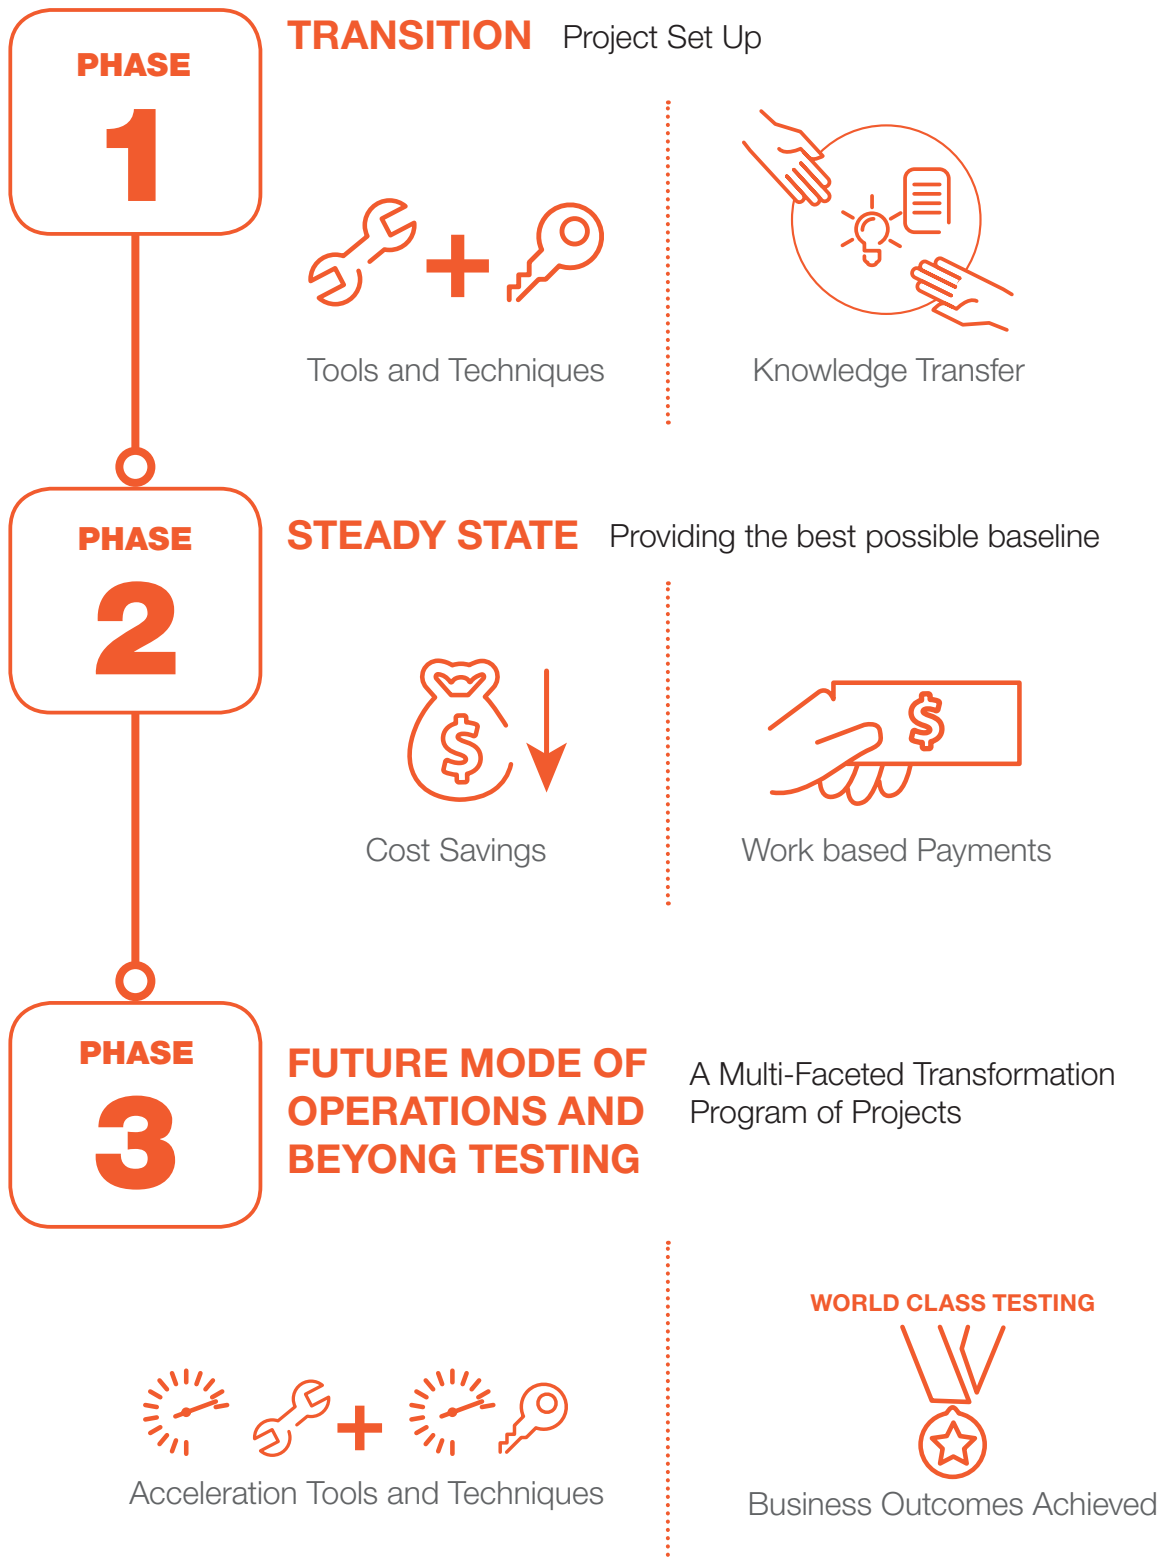 PHASE
1
TRANSITION Project Set Up
Tools and Techniques
Knowledge Transfer
PHASE
2
STEADY STATE Providing the best possible baseline
$
$
Cost Savings
Work based Payments
PHASE
3
FUTURE MODE OF
OPERATIONS AND
BEYONG TESTING
A Multi-Faceted Transformation
Program of Projects
Acceleration Tools and Techniques
WORLD CLASS TESTING
Business Outcomes Achieved